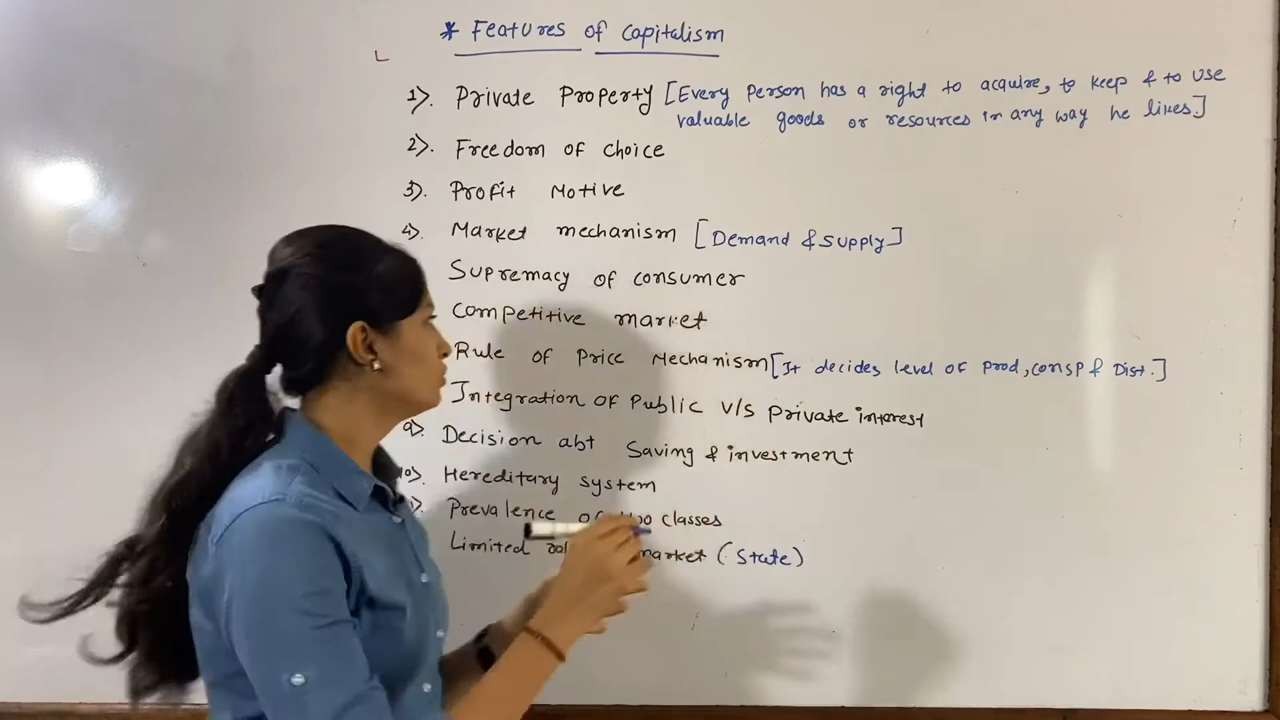 * Features of Capitalism
1). Private Property [Every Person has a right to acquire, to keep & to use
valuable goods or resources in any way he likes.]
2). Freedom of choice
3). Profit Motive
4). Market mechanism [Demand & supply]
Supremacy of consumer
competitive market
Rule of Price Mechanism [It decides level of Prod, consp & Dist.]
Integration of Public v/s Private interest
9). Decision abt Saving & investment
Hereditary system
Prevalence of two classes
Limited market (State)